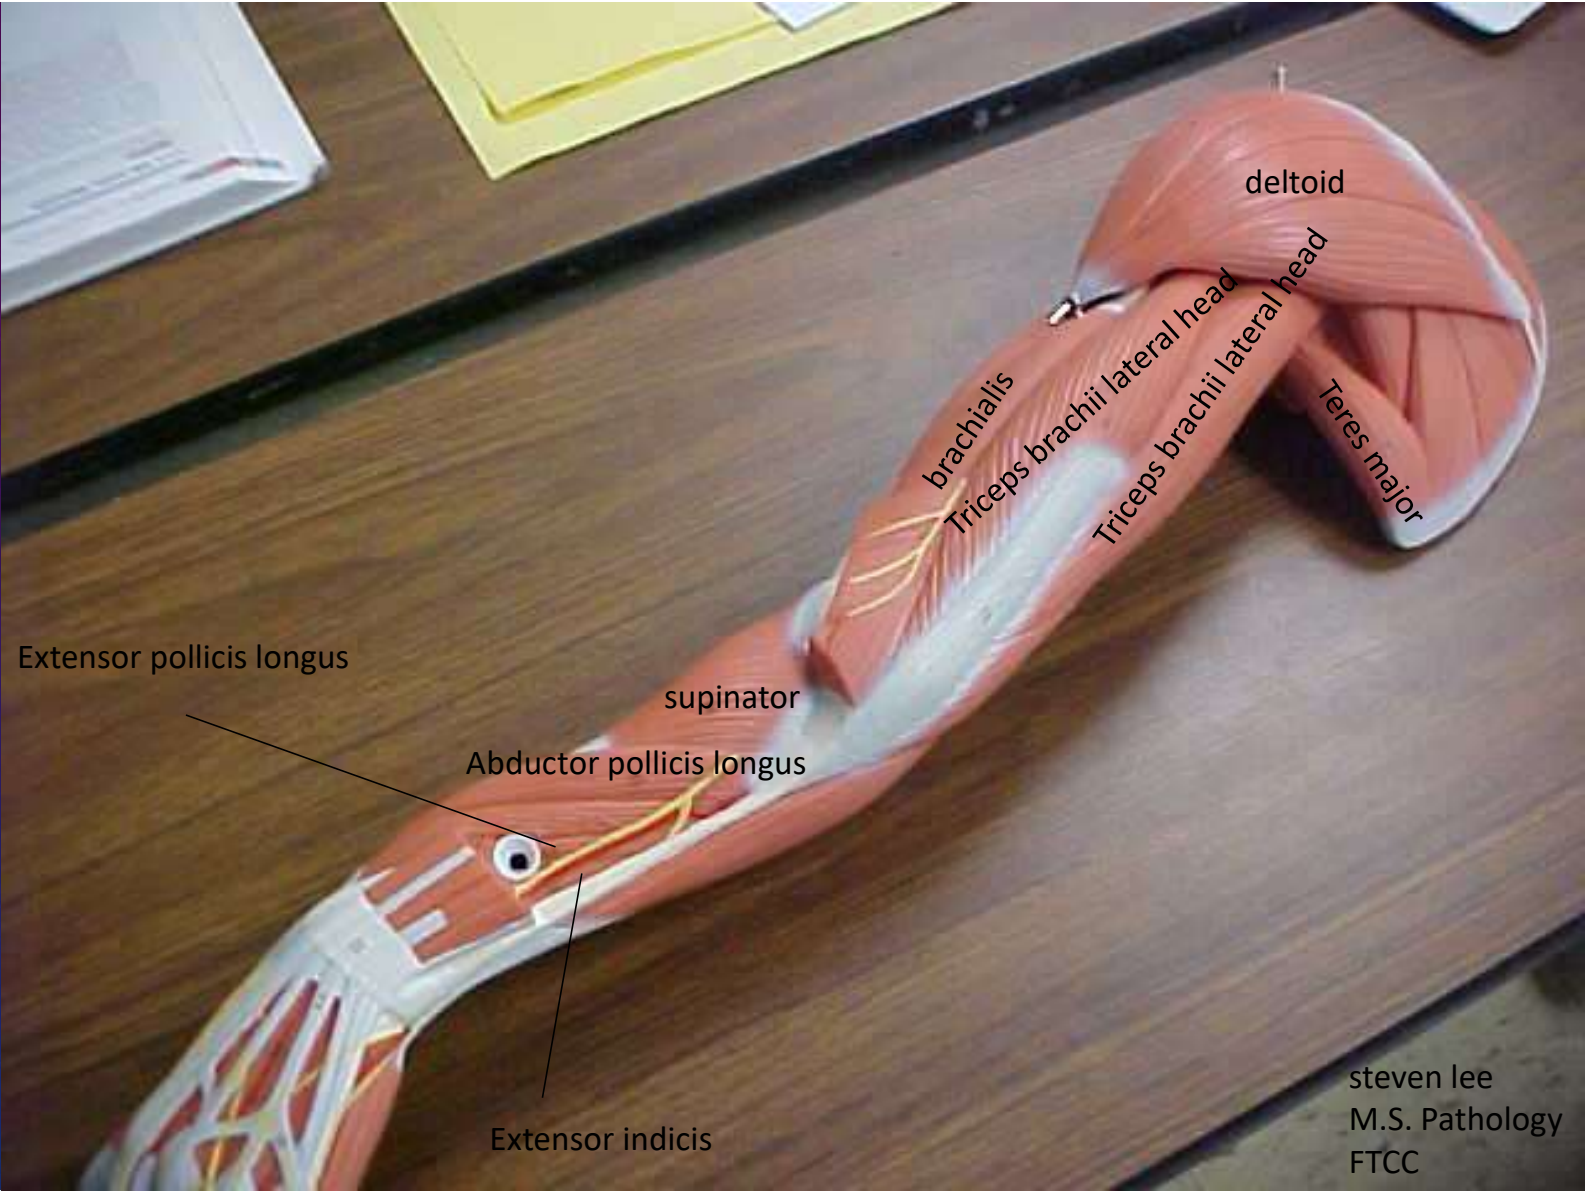 deltoid
Triceps brachii lateral head
Triceps brachii lateral head
brachialis
Teres major
Extensor pollicis longus
supinator
Abductor pollicis longus
Extensor indicis
steven lee
M.S. Pathology
FTCC